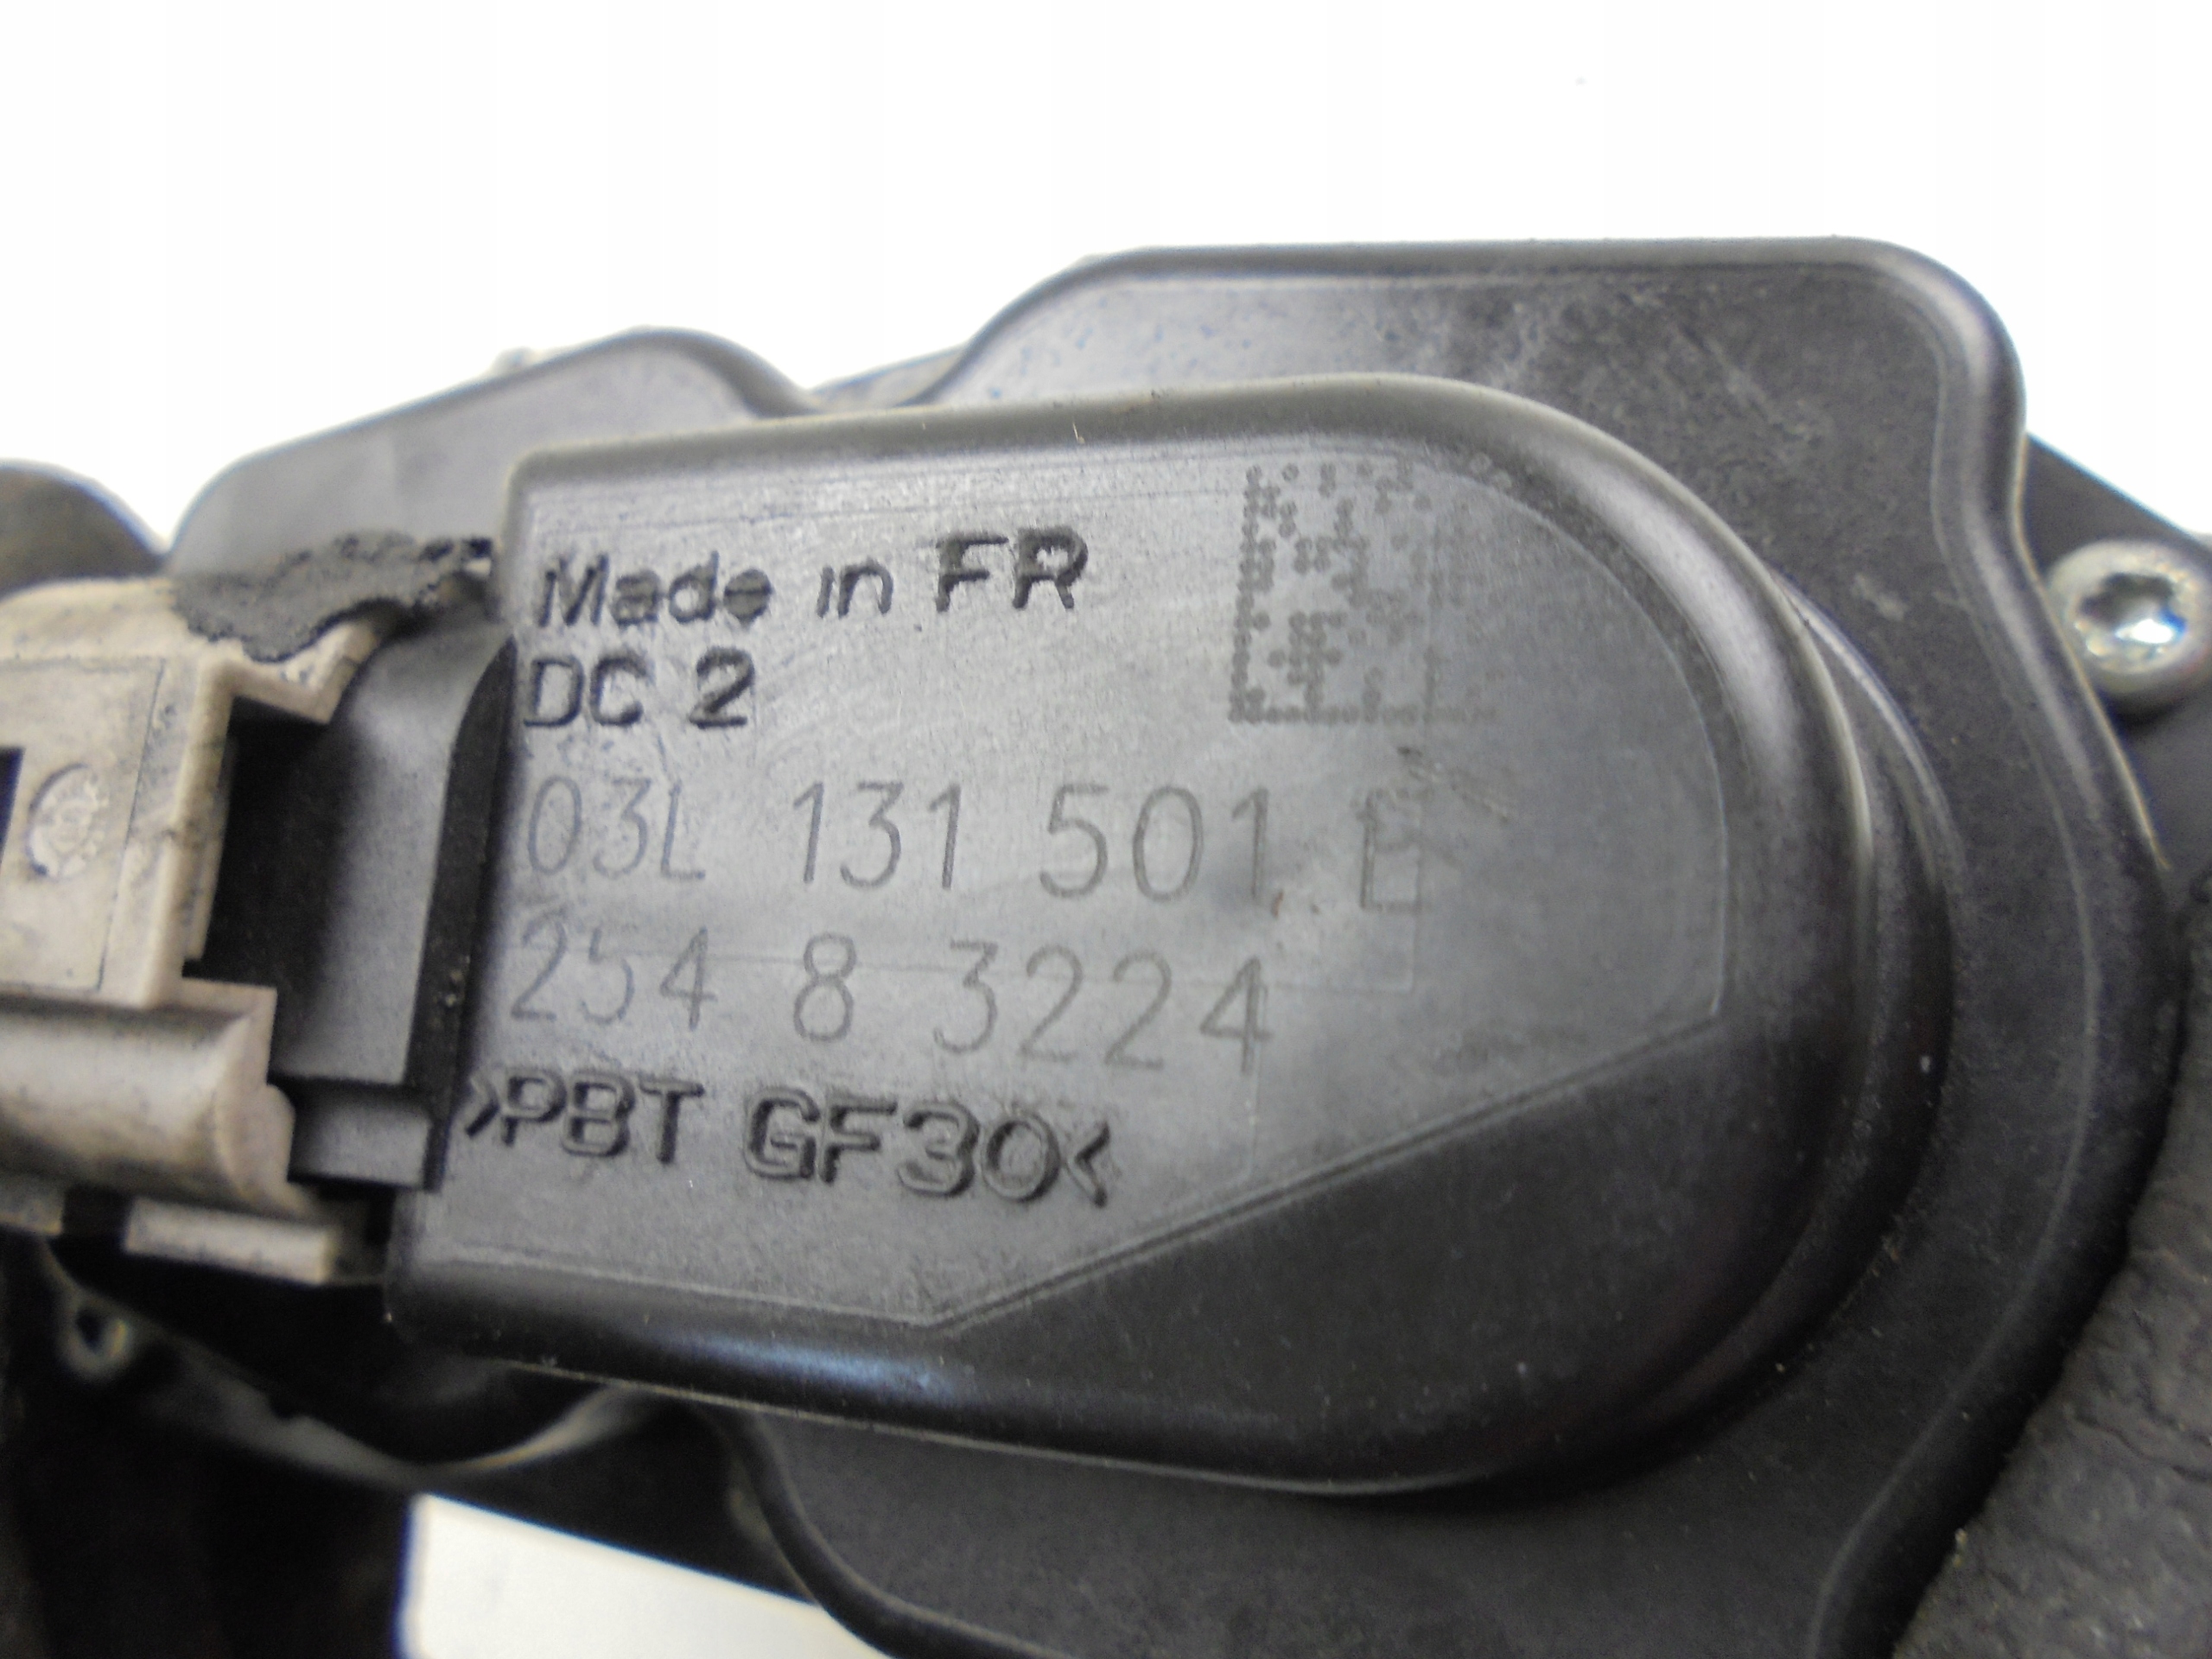 Made in FR
DC 2
03L 131 501 E
254 8 3224
>PBT GF30<